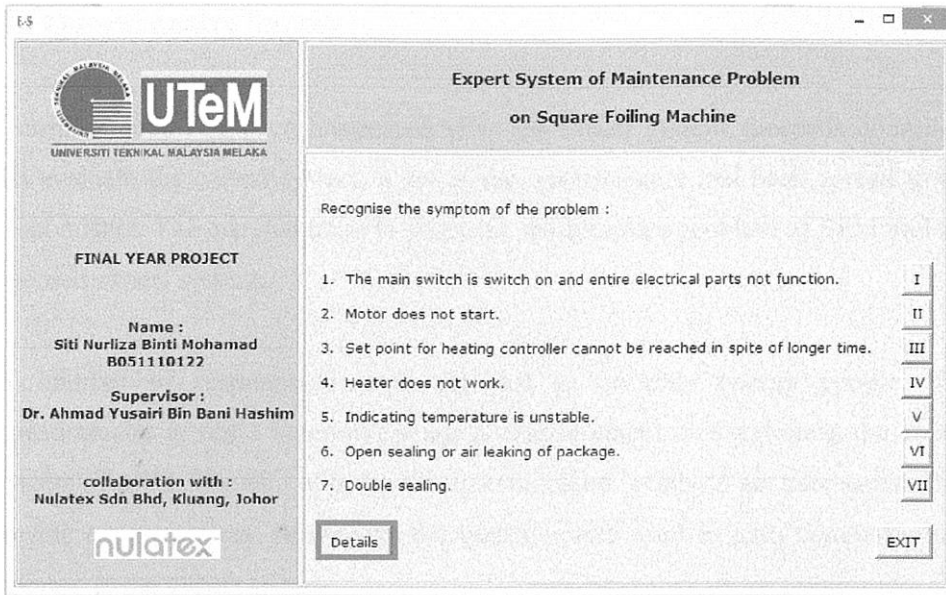 E-S
UNIVERSITI TEKNIKAL MALAYSIA MELAKA
UTeM
UNIVERSITI TEKNIKAL MALAYSIA MELAKA
FINAL YEAR PROJECT
Name :
Siti Nurliza Binti Mohamad
B051110122
Supervisor :
Dr. Ahmad Yusairi Bin Bani Hashim
collaboration with :
Nulatex Sdn Bhd, Kluang, Johor
nulatex
Expert System of Maintenance Problem
on Square Foiling Machine
Recognise the symptom of the problem :
1. The main switch is switch on and entire electrical parts not function. I
2. Motor does not start. II
3. Set point for heating controller cannot be reached in spite of longer time. III
4. Heater does not work. IV
5. Indicating temperature is unstable. V
6. Open sealing or air leaking of package. VI
7. Double sealing. VII
Details EXIT